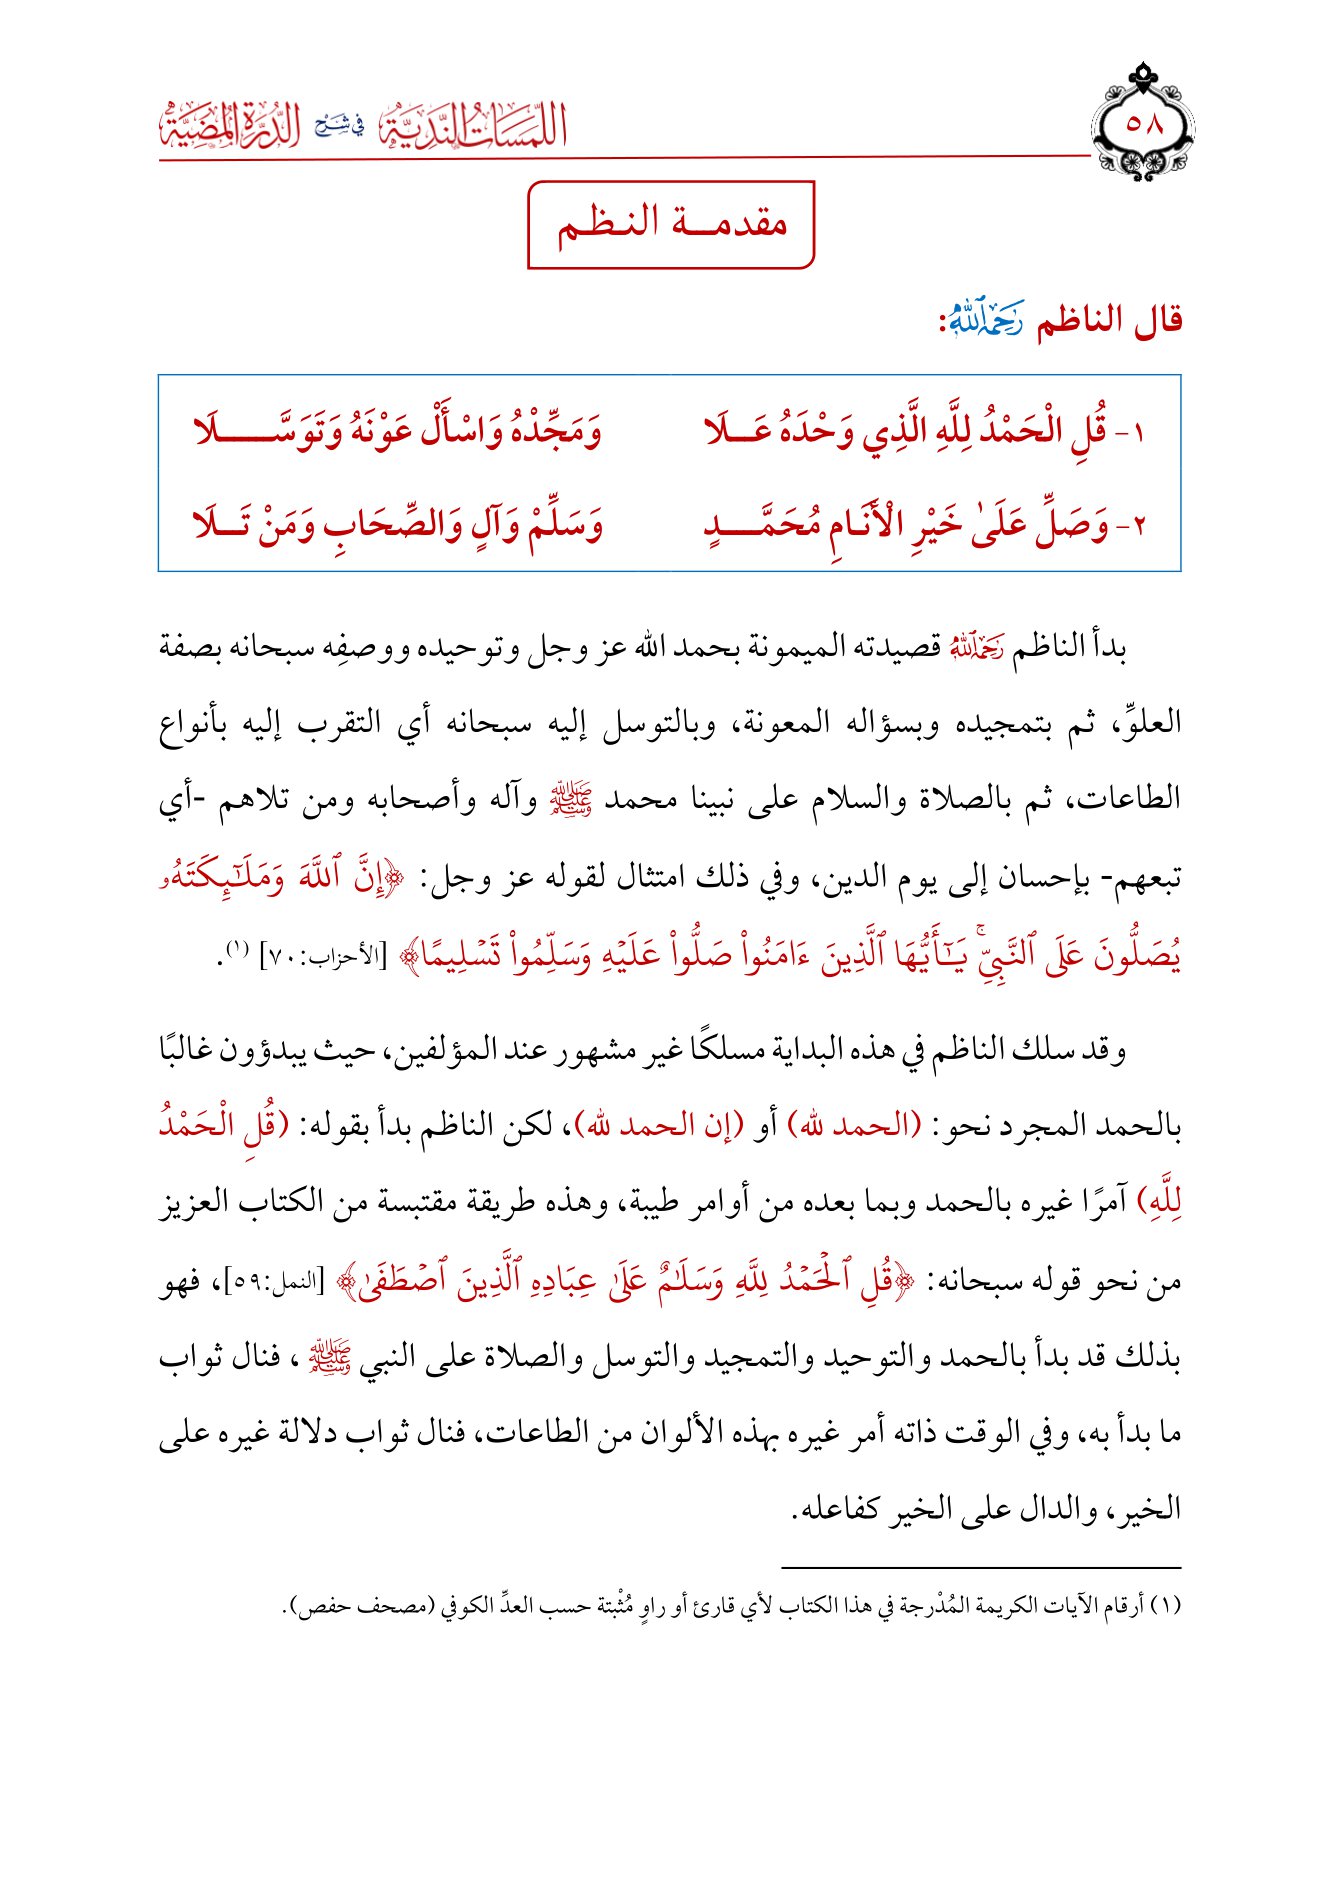 ٥٨
اللمسات الندية في شرح الدرة المضية
مقدمـــة النـظـم
قال الناظم رَحِمَهُ ٱللَّهُ:
١- قُلِ الْحَمْدُ لِلَّهِ الَّذِي وَحْدَهُ عَـــلَا وَمَجِّدْهُ وَاسْأَلْ عَوْنَهُ وَتَوَسَّـــــــلَا
٢- وَصَلِّ عَلَىٰ خَيْرِ الْأَنَـامِ مُحَمَّـــــدٍ وَسَلِّمْ وَآلٍ وَالصِّحَابِ وَمَنْ تَـــلَا
بدأ الناظم رَحِمَهُ ٱللَّهُ قصيدته الميمونة بحمد الله عز وجل وتوحيده ووصفِه سبحانه بصفة
العلوِّ، ثم بتمجيده وبسؤاله المعونة، وبالتوسل إليه سبحانه أي التقرب إليه بأنواع
الطاعات، ثم بالصلاة والسلام على نبينا محمد ﷺ وآله وأصحابه ومن تلاهم -أي
تبعهم- بإحسان إلى يوم الدين، وفي ذلك امتثال لقوله عز وجل: ﴿إِنَّ ٱللَّهَ وَمَلَـٰٓئِكَتَهُۥ
يُصَلُّونَ عَلَى ٱلنَّبِيِّۚ يَـٰٓأَيُّهَا ٱلَّذِينَ ءَامَنُوا۟ صَلُّوا۟ عَلَيْهِ وَسَلِّمُوا۟ تَسْلِيمًا﴾ [الأحزاب:٧٠] (١).
وقد سلك الناظم في هذه البداية مسلكًا غير مشهور عند المؤلفين، حيث يبدؤون غالبًا
بالحمد المجرد نحو: (الحمد لله) أو (إن الحمد لله)، لكن الناظم بدأ بقوله: (قُلِ الْحَمْدُ
لِلَّهِ) آمرًا غيره بالحمد وبما بعده من أوامر طيبة، وهذه طريقة مقتبسة من الكتاب العزيز
من نحو قوله سبحانه: ﴿قُلِ ٱلْحَمْدُ لِلَّهِ وَسَلَـٰمٌ عَلَىٰ عِبَادِهِ ٱلَّذِينَ ٱصْطَفَىٰ﴾ [النمل:٥٩]، فهو
بذلك قد بدأ بالحمد والتوحيد والتمجيد والتوسل والصلاة على النبي ﷺ ، فنال ثواب
ما بدأ به، وفي الوقت ذاته أمر غيره بهذه الألوان من الطاعات، فنال ثواب دلالة غيره على
الخير، والدال على الخير كفاعله.
(١) أرقام الآيات الكريمة المُدْرجة في هذا الكتاب لأي قارئ أو راوٍ مُثْبتة حسب العدِّ الكوفي (مصحف حفص).